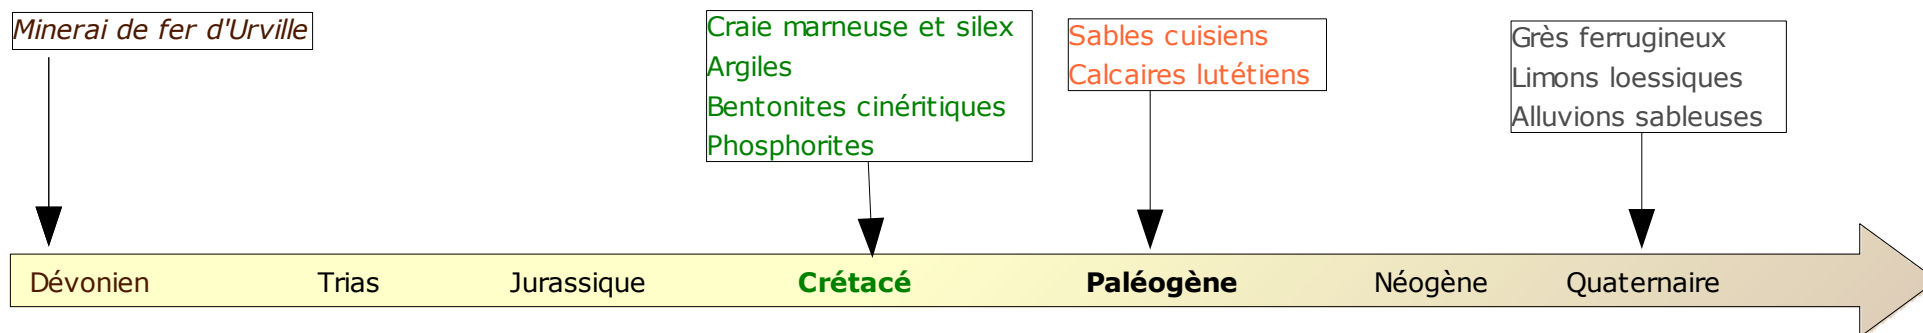 Minerai de fer d'Urville
Craie marneuse et silex
Argiles
Bentonites cinéritiques
Phosphorites
Sables cuisiens
Calcaires lutétiens
Grès ferrugineux
Limons loessiques
Alluvions sableuses
Dévonien Trias Jurassique Crétacé Paléogène Néogène Quaternaire